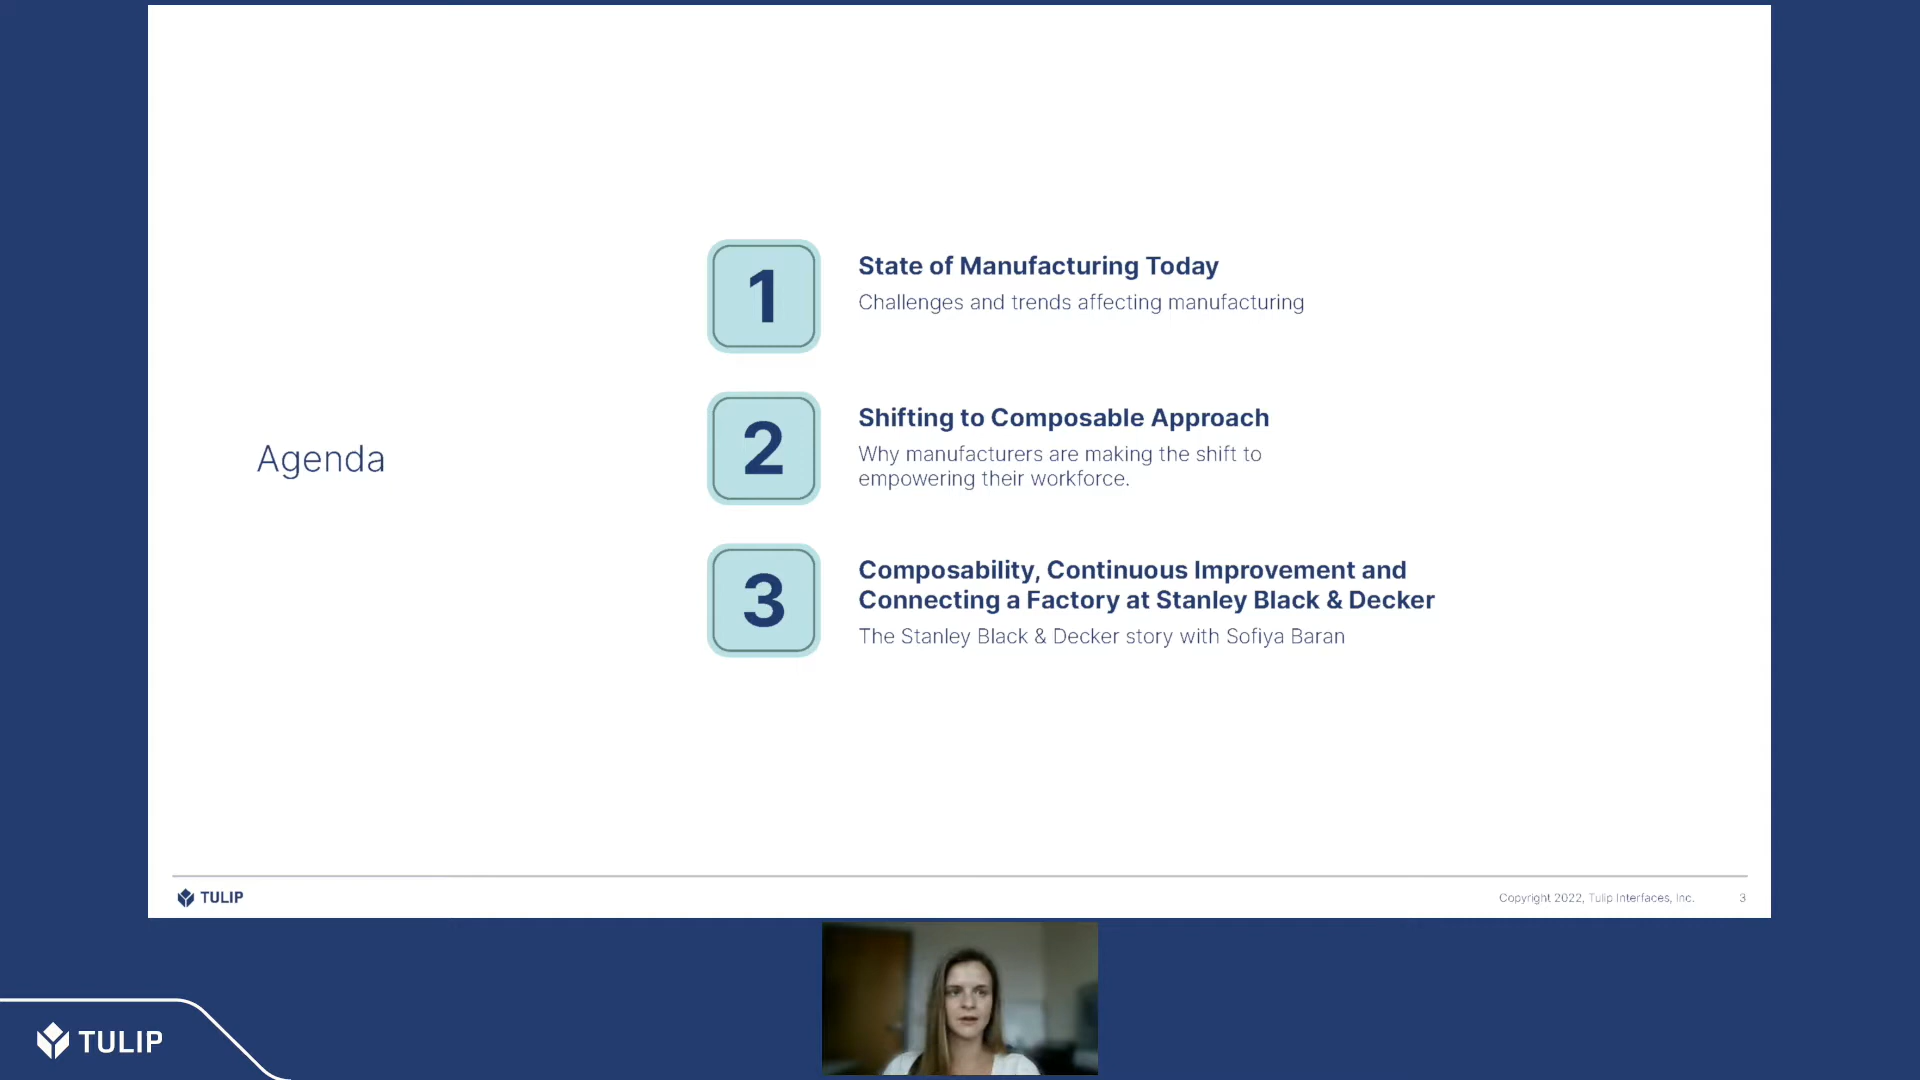 Agenda
1
State of Manufacturing Today
Challenges and trends affecting manufacturing
2
Shifting to Composable Approach
Why manufacturers are making the shift to
empowering their workforce.
3
Composability, Continuous Improvement and
Connecting a Factory at Stanley Black & Decker
The Stanley Black & Decker story with Sofiya Baran
TULIP
Copyright 2022, Tulip Interfaces, Inc.
3
TULIP